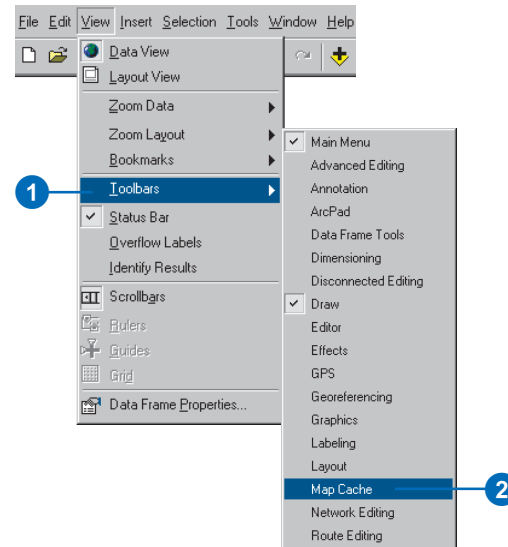 File Edit View Insert Selection Tools Window Help
Data View
Layout View
Zoom Data
Zoom Layout
Bookmarks
1
Toolbars
Status Bar
Overflow Labels
Identify Results
Scrollbars
Rulers
Guides
Grid
Data Frame Properties...
Main Menu
Advanced Editing
Annotation
ArcPad
Data Frame Tools
Dimensioning
Disconnected Editing
Draw
Editor
Effects
GPS
Georeferencing
Graphics
Labeling
Layout
Map Cache
2
Network Editing
Route Editing